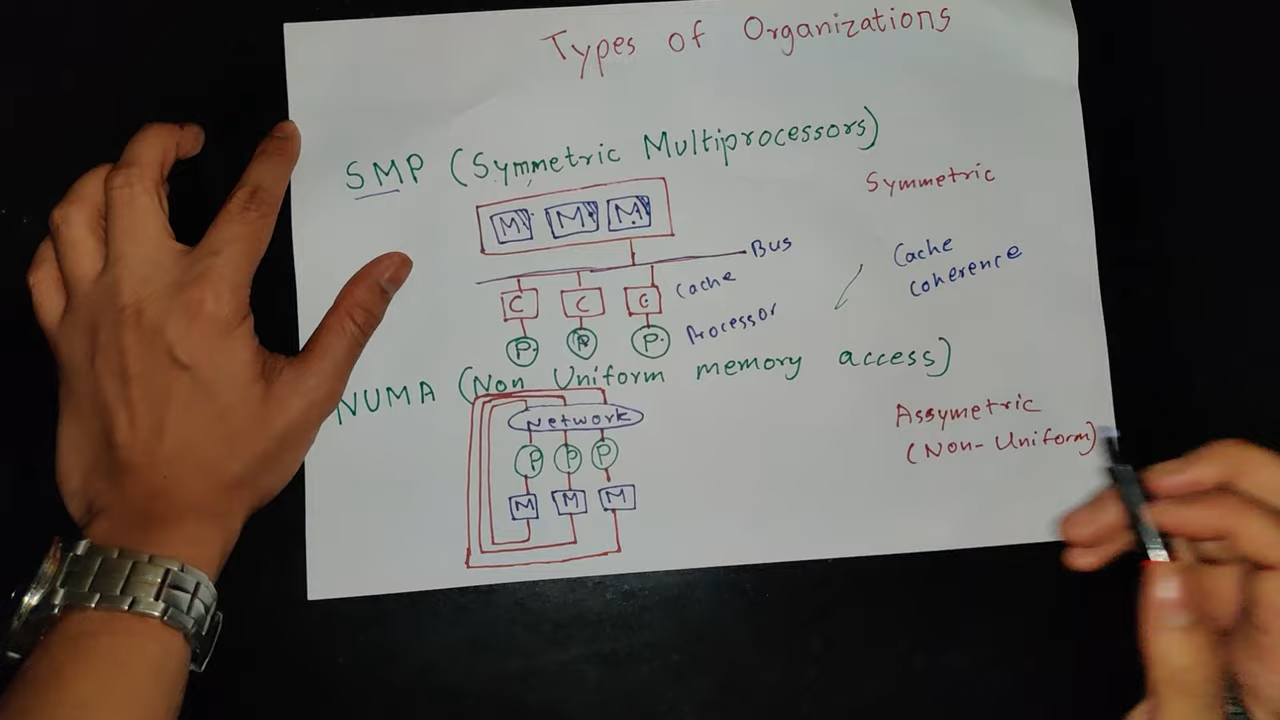 Types of Organizations
SMP (Symmetric Multiprocessors)
Symmetric
M M M
Bus
Cache
coherence
C C C Cache
P P P Processor
NUMA (Non Uniform memory access)
Network
Assymetric
(Non-Uniform)
P P P
M M M